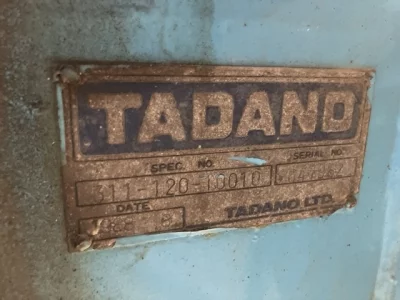 TADANO
SPEC. NO. SERIAL NO.
311-120-10010
DATE
TADANO LTD.